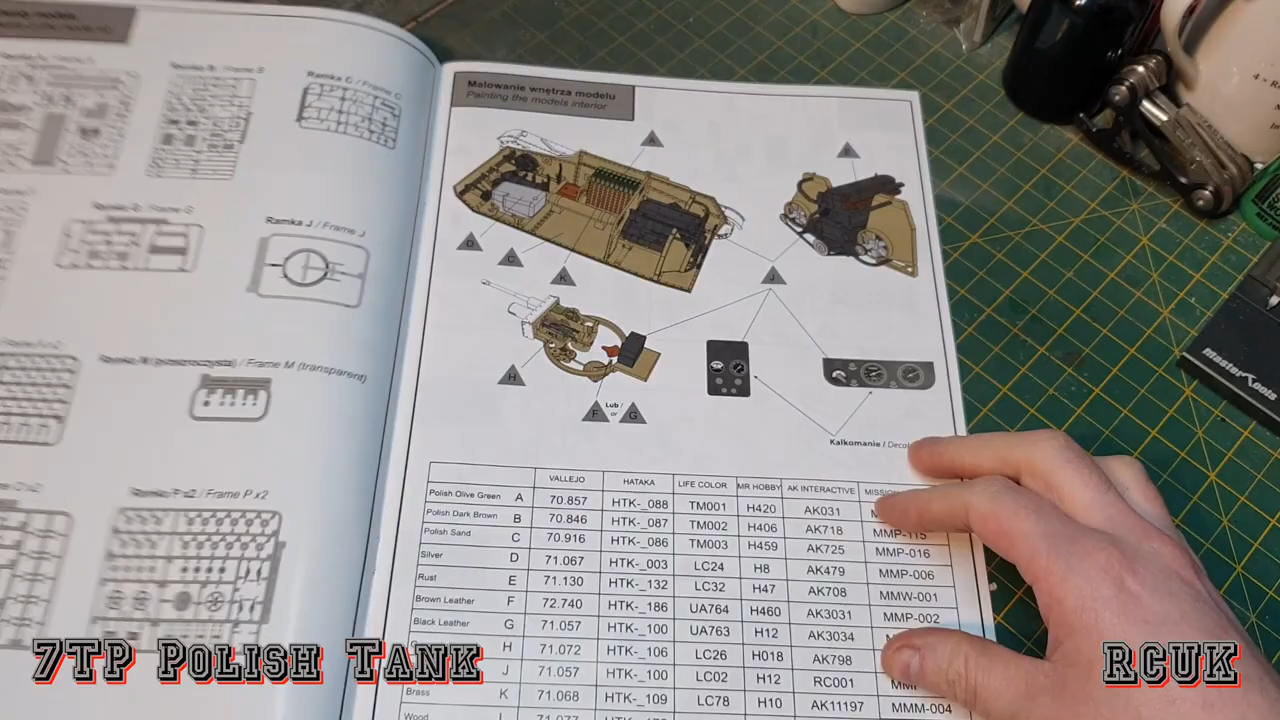 Ramka B / Frame B
Ramka C / Frame C
Ramka J / Frame J
Ramka M (przezroczysta) / Frame M (transparent)
Ramka P x2 / Frame P x2
Malowanie wnętrza modelu
Painting the models interior
A
D
C
K
J
H
F
Lub /
or
G
Kalkomanie / Decal
VALLEJO HATAKA LIFE COLOR MR HOBBY AK INTERACTIVE
Polish Olive Green A 70.857 HTK-_088 TM001 H420 AK031
Polish Dark Brown B 70.846 HTK-_087 TM002 H406 AK718 MMP-115
Polish Sand C 70.916 HTK-_086 TM003 H459 AK725 MMP-016
Silver D 71.067 HTK-_003 LC24 H8 AK479 MMP-006
Rust E 71.130 HTK-_132 LC32 H47 AK708 MMW-001
Brown Leather F 72.740 HTK-_186 UA764 H460 AK3031 MMP-002
Black Leather G 71.057 HTK-_100 UA763 H12 AK3034
H 71.072 HTK-_106 LC26 H018 AK798
J 71.057 HTK-_100 LC02 H12 RC001
Brass K 71.068 HTK-_109 LC78 H10 AK11197 MMM-004
Wood
MasterTools
7TP Polish Tank
RCUK